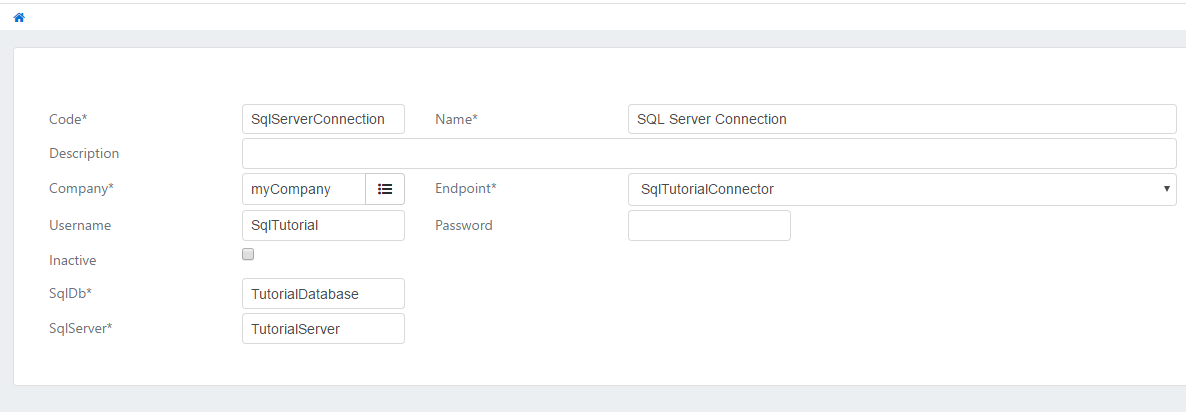 Code* SqlServerConnection Name* SQL Server Connection
Description
Company* myCompany Endpoint* SqlTutorialConnector
Username SqlTutorial Password
Inactive
SqlDb* TutorialDatabase
SqlServer* TutorialServer